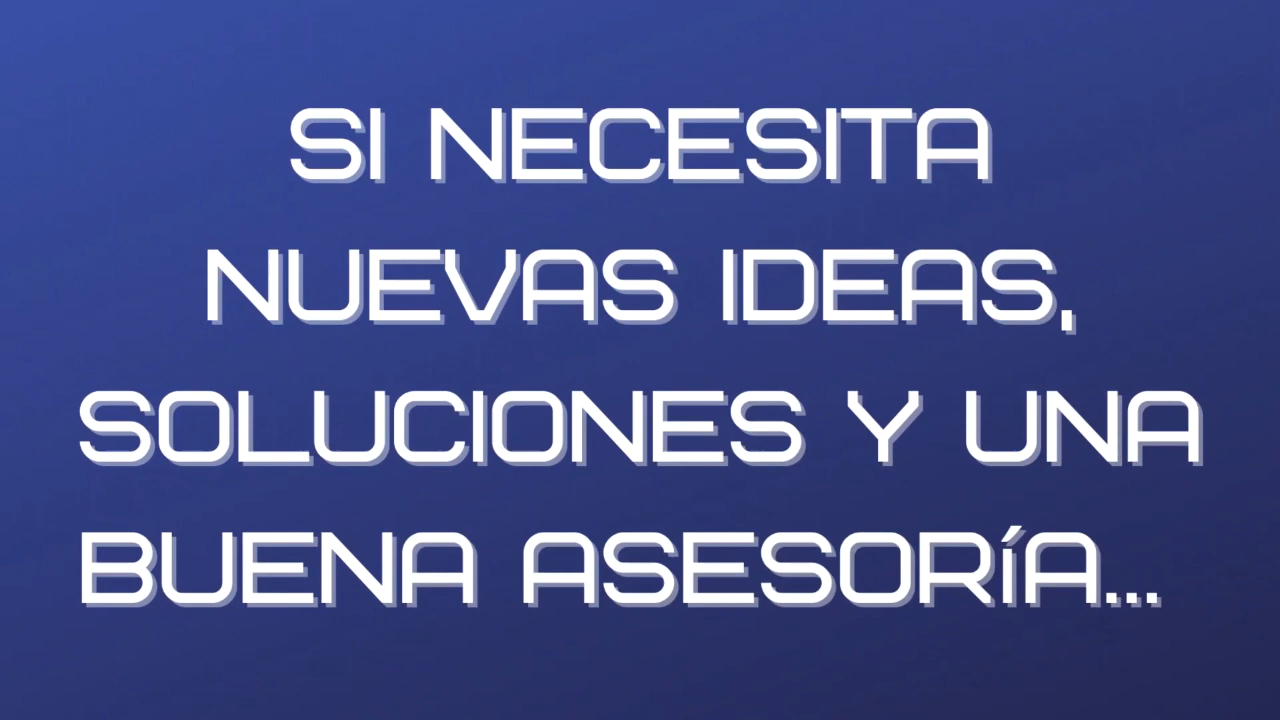 SI NECESITA
NUEVAS IDEAS,
SOLUCIONES Y UNA
BUENA ASESORíA...